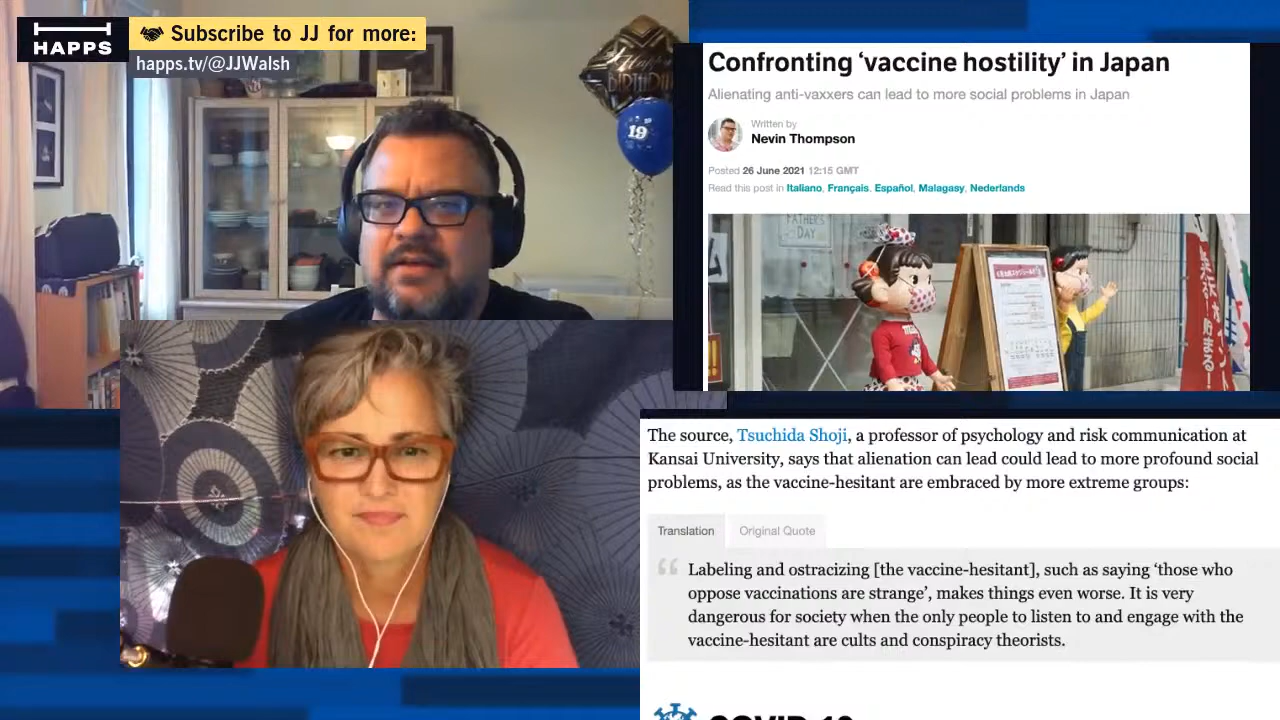 HAPPS
Subscribe to JJ for more:
happs.tv/@JJWalsh
BIRTHDAY
19
Confronting ‘vaccine hostility’ in Japan
Alienating anti-vaxxers can lead to more social problems in Japan
Written by
Nevin Thompson
Posted 26 June 2021 12:15 GMT
Read this post in Italiano, Français, Español, Malagasy, Nederlands
FATHER'S
DAY
The source, Tsuchida Shoji, a professor of psychology and risk communication at
Kansai University, says that alienation can lead could lead to more profound social
problems, as the vaccine-hesitant are embraced by more extreme groups:
Translation
Original Quote
“
Labeling and ostracizing [the vaccine-hesitant], such as saying ‘those who
oppose vaccinations are strange’, makes things even worse. It is very
dangerous for society when the only people to listen to and engage with the
vaccine-hesitant are cults and conspiracy theorists.
COVID-19